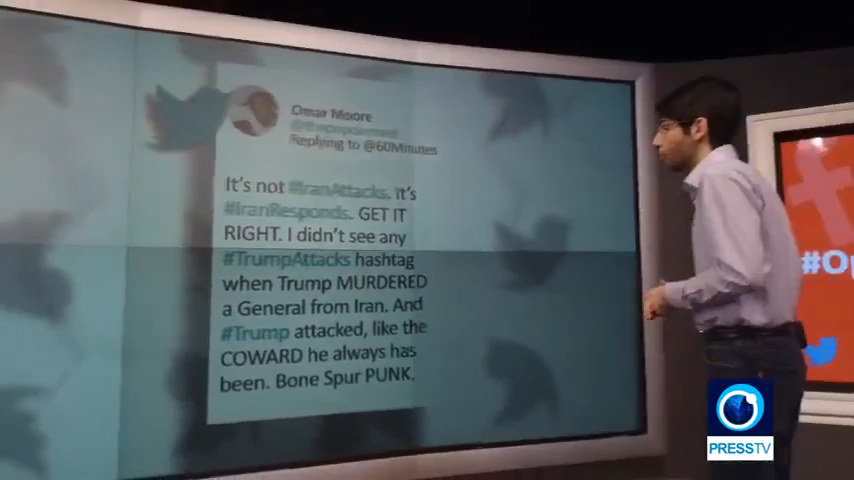 Omar Moore
Replying to @60Minutes
It's not #IranAttacks. It's
#IranResponds. GET IT
RIGHT. I didn't see any
#TrumpAttacks hashtag
when Trump MURDERED
a General from Iran. And
#Trump attacked, like the
COWARD he always has
been. Bone Spur PUNK.
#Op
PRESSTV